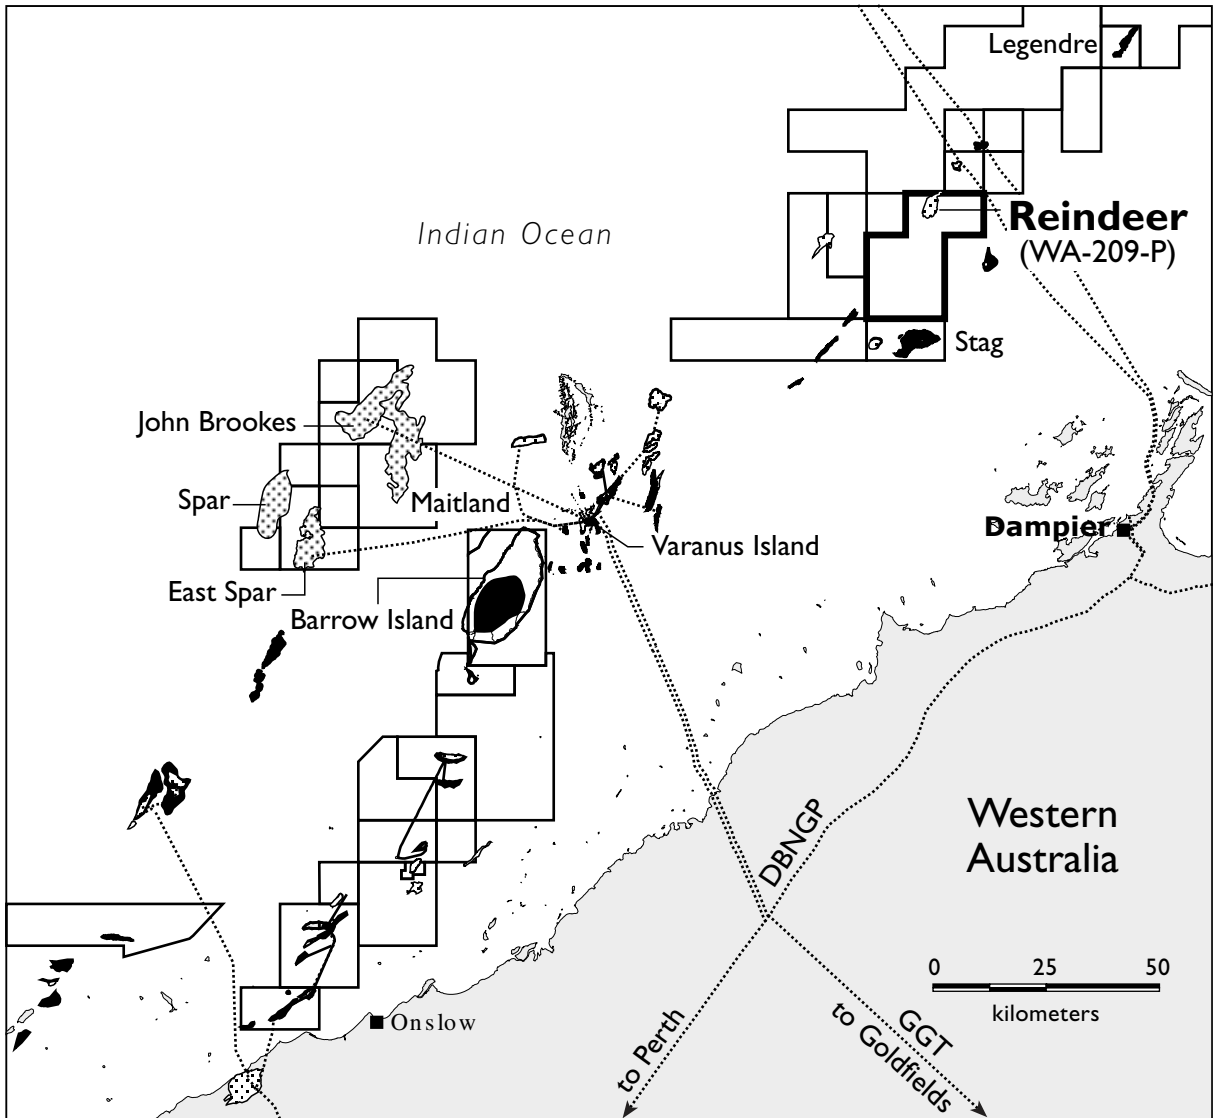 Legendre
Reindeer
(WA-209-P)
Indian Ocean
Stag
John Brookes
Spar
Maitland
Dampier
Varanus Island
East Spar
Barrow Island
Western
Australia
DBNGP
0 25 50
kilometers
Onslow
to Perth
GGT
to Goldfields